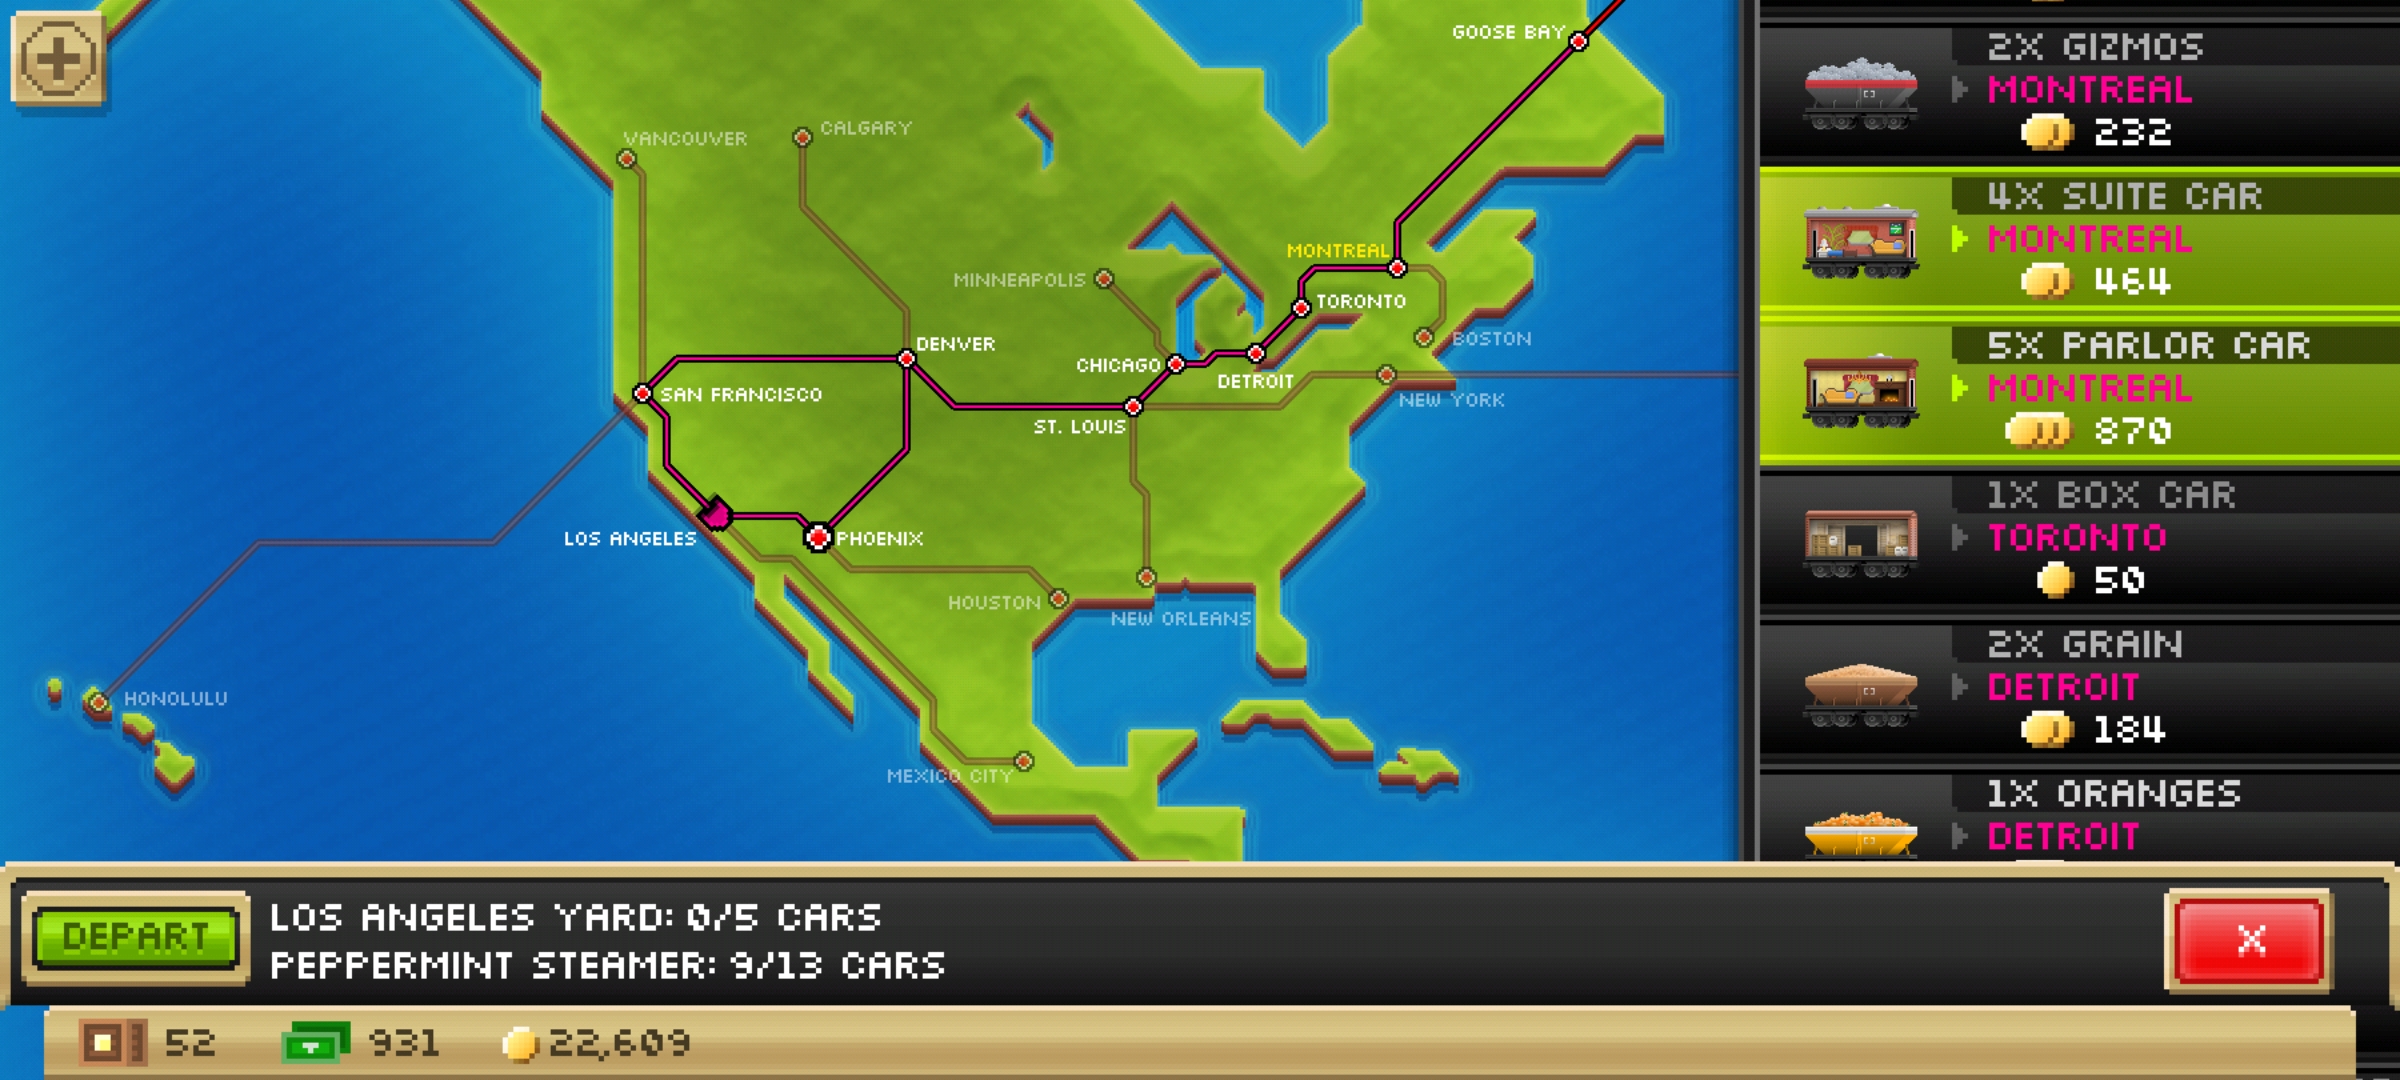 GOOSE BAY
VANCOUVER
CALGARY
MONTREAL
MINNEAPOLIS
TORONTO
DENVER
CHICAGO
BOSTON
DETROIT
SAN FRANCISCO
NEW YORK
ST. LOUIS
LOS ANGELES
PHOENIX
HOUSTON
NEW ORLEANS
HONOLULU
MEXICO CITY
2X GIZMOS
MONTREAL
232
4X SUITE CAR
MONTREAL
464
5X PARLOR CAR
MONTREAL
870
1X BOX CAR
TORONTO
50
2X GRAIN
DETROIT
184
1X ORANGES
DETROIT
DEPART
LOS ANGELES YARD: 0/5 CARS
PEPPERMINT STEAMER: 9/13 CARS
X
52
931
22,609